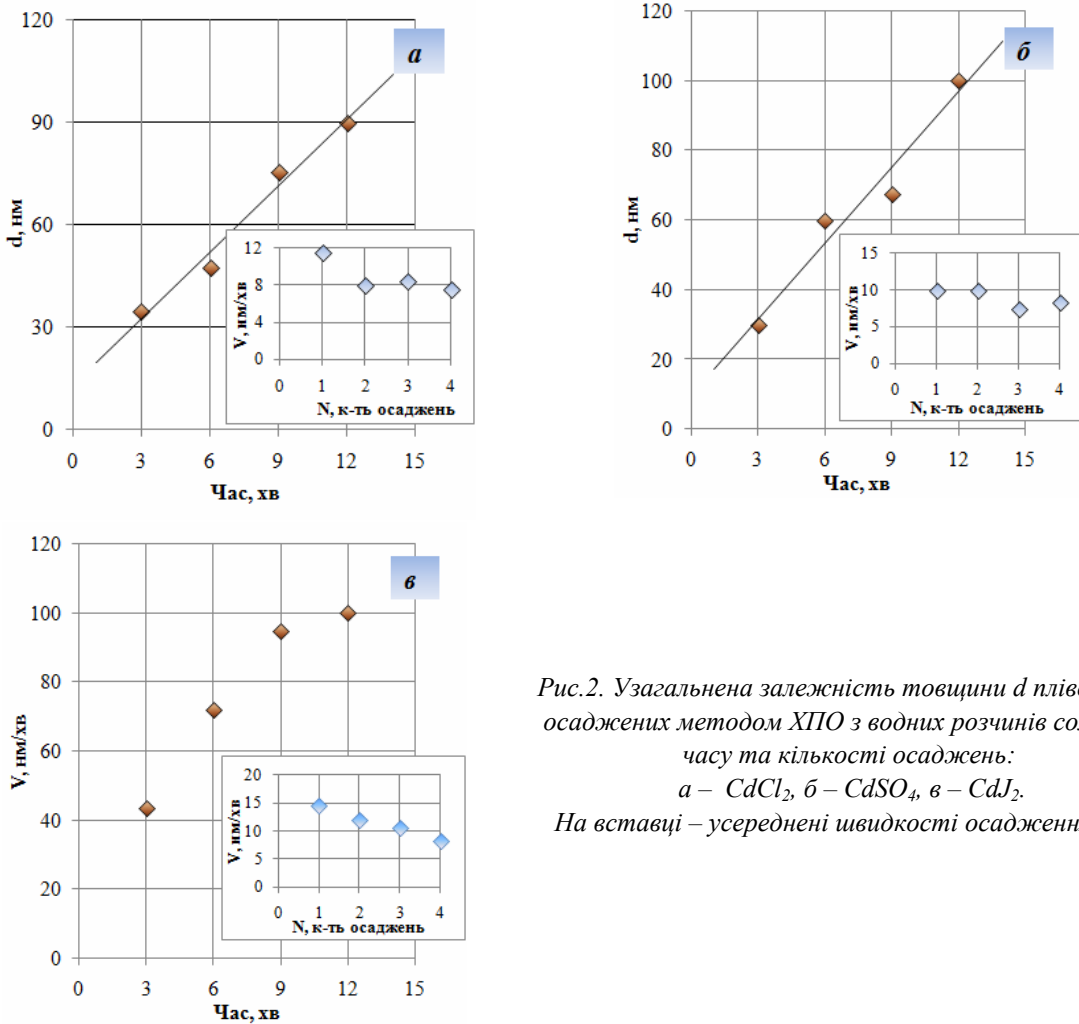 120
90
60
30
0
d, нм
а
0 3 6 9 12 15
Час, хв
12
8
4
0
V, нм/хв
0 1 2 3 4
N, к-ть осаджень
120
100
80
60
40
20
0
d, нм
б
0 3 6 9 12 15
Час, хв
15
10
5
0
V, нм/хв
0 1 2 3 4
N, к-ть осаджень
120
100
80
60
40
20
0
V, нм/хв
в
0 3 6 9 12 15
Час, хв
20
15
10
5
0
V, нм/хв
0 1 2 3 4
N, к-ть осаджень
Рис.2. Узагальнена залежність товщини d
осаджених методом ХПО з водних розчинів
часу та кількості осаджень:
а – CdCl₂, б – CdSO₄, в – CdJ₂.
На вставці – усереднені швидкості осадження